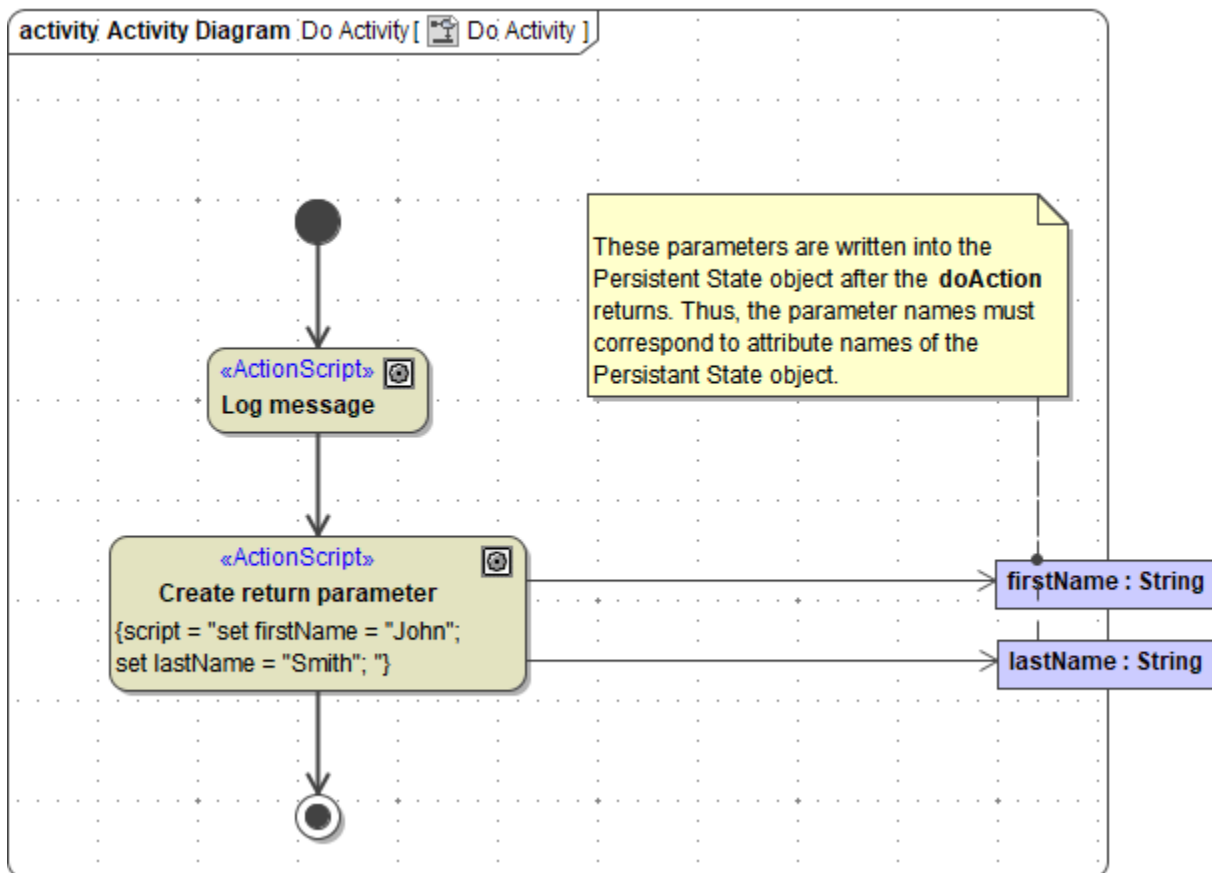 activity Activity Diagram Do Activity [ Do Activity ]
These parameters are written into the
Persistent State object after the doAction
returns. Thus, the parameter names must
correspond to attribute names of the
Persistant State object.
«ActionScript»
Log message
«ActionScript»
Create return parameter
{script = "set firstName = "John";
set lastName = "Smith"; "}
firstName : String
lastName : String